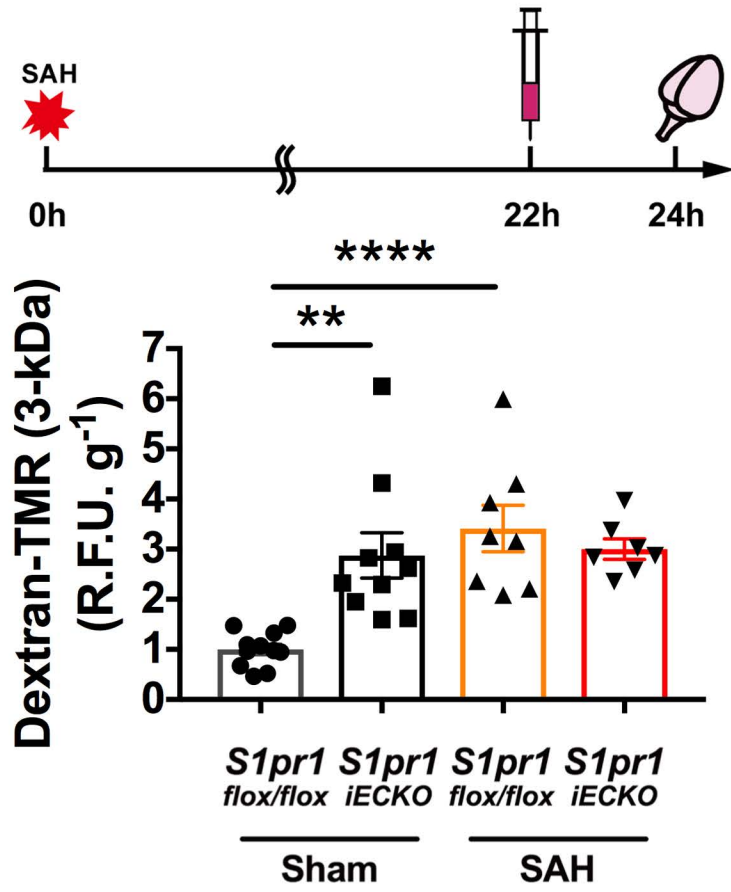 SAH
0h 22h 24h
****
**
Dextran-TMR (3-kDa)
(R.F.U. g-1)
7
6
5
4
3
2
1
0
S1pr1 S1pr1 S1pr1 S1pr1
flox/flox iECKO flox/flox iECKO
Sham SAH